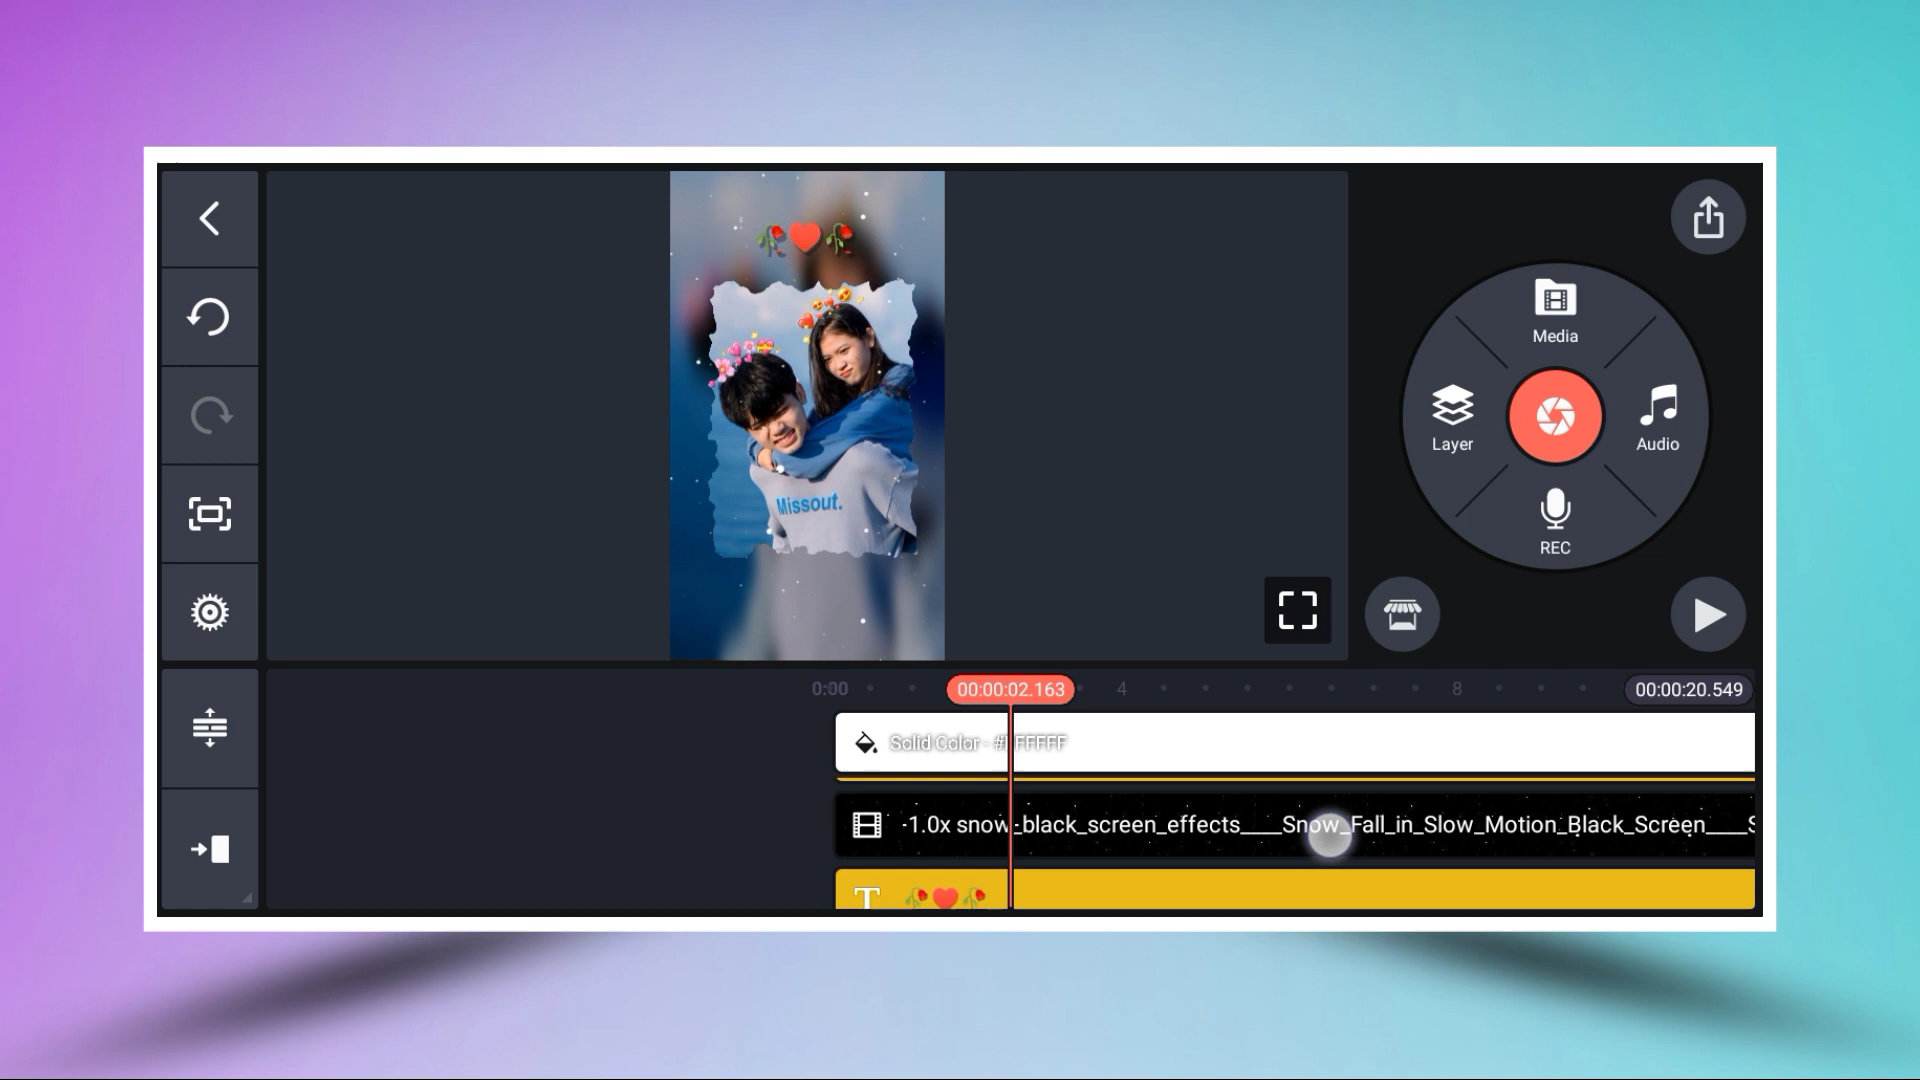 Media
Layer
Audio
REC
Missout.
0:00
00:00:02.163
4
8
00:00:20.549
Solid Color - #FFFFFF
-1.0x snow_black_screen_effects____Snow_Fall_in_Slow_Motion_Black_Screen____S
T 🥀❤️🥀